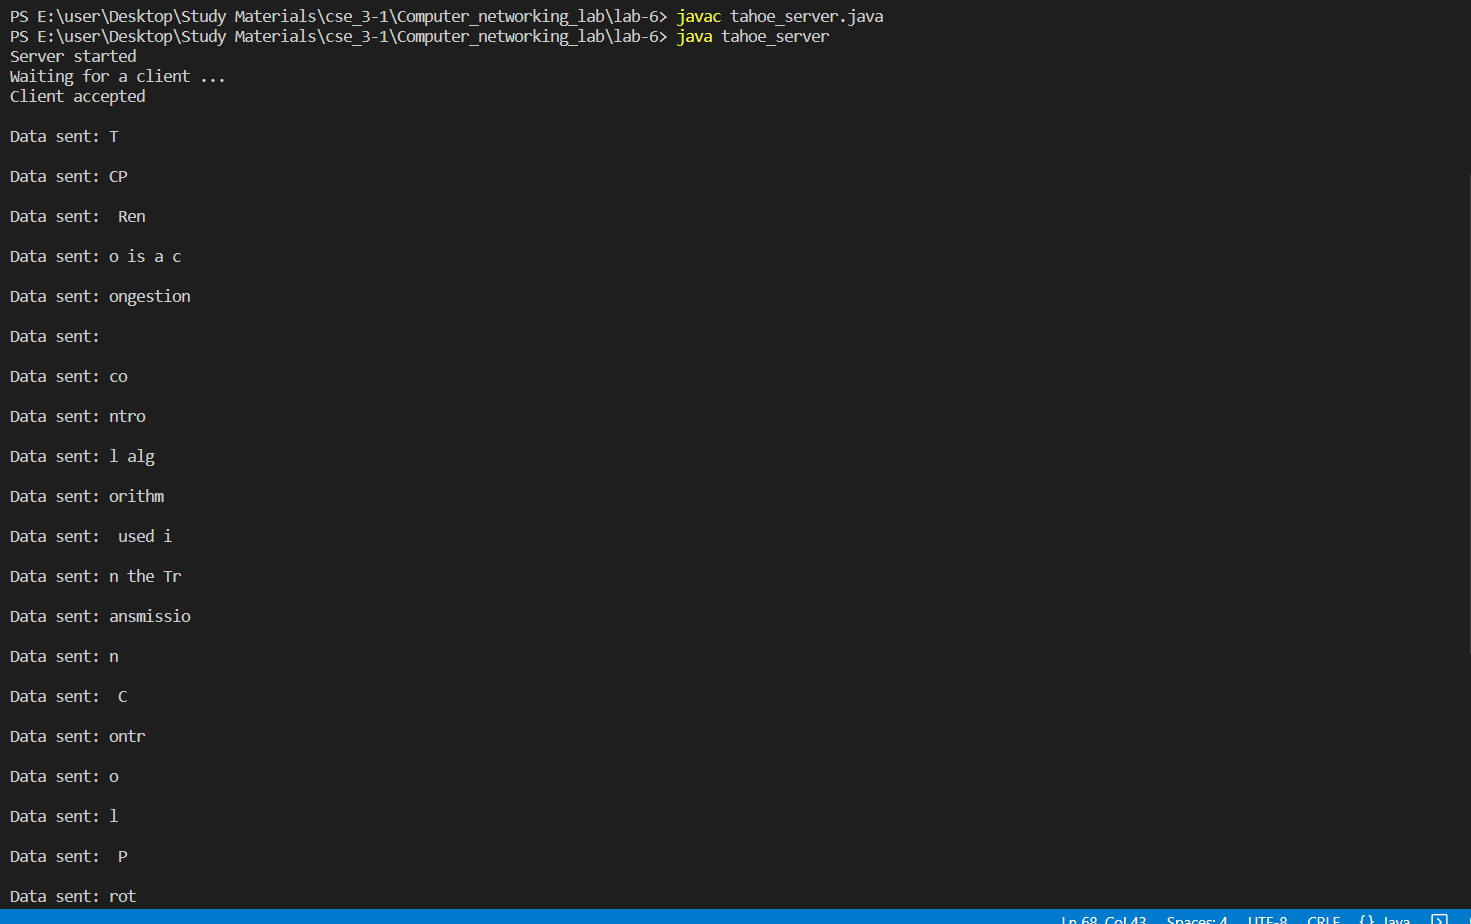 PS E:\user\Desktop\Study Materials\cse_3-1\Computer_networking_lab\lab-6> javac tahoe_server.java
PS E:\user\Desktop\Study Materials\cse_3-1\Computer_networking_lab\lab-6> java tahoe_server
Server started
Waiting for a client ...
Client accepted
Data sent: T
Data sent: CP
Data sent:  Ren
Data sent: o is a c
Data sent: ongestion
Data sent:
Data sent: co
Data sent: ntro
Data sent: l alg
Data sent: orithm
Data sent:  used i
Data sent: n the Tr
Data sent: ansmissio
Data sent: n
Data sent:  C
Data sent: ontr
Data sent: o
Data sent: l
Data sent:  P
Data sent: rot
Ln 68, Col 43 Spaces: 4 UTF-8 CRLF {} Java